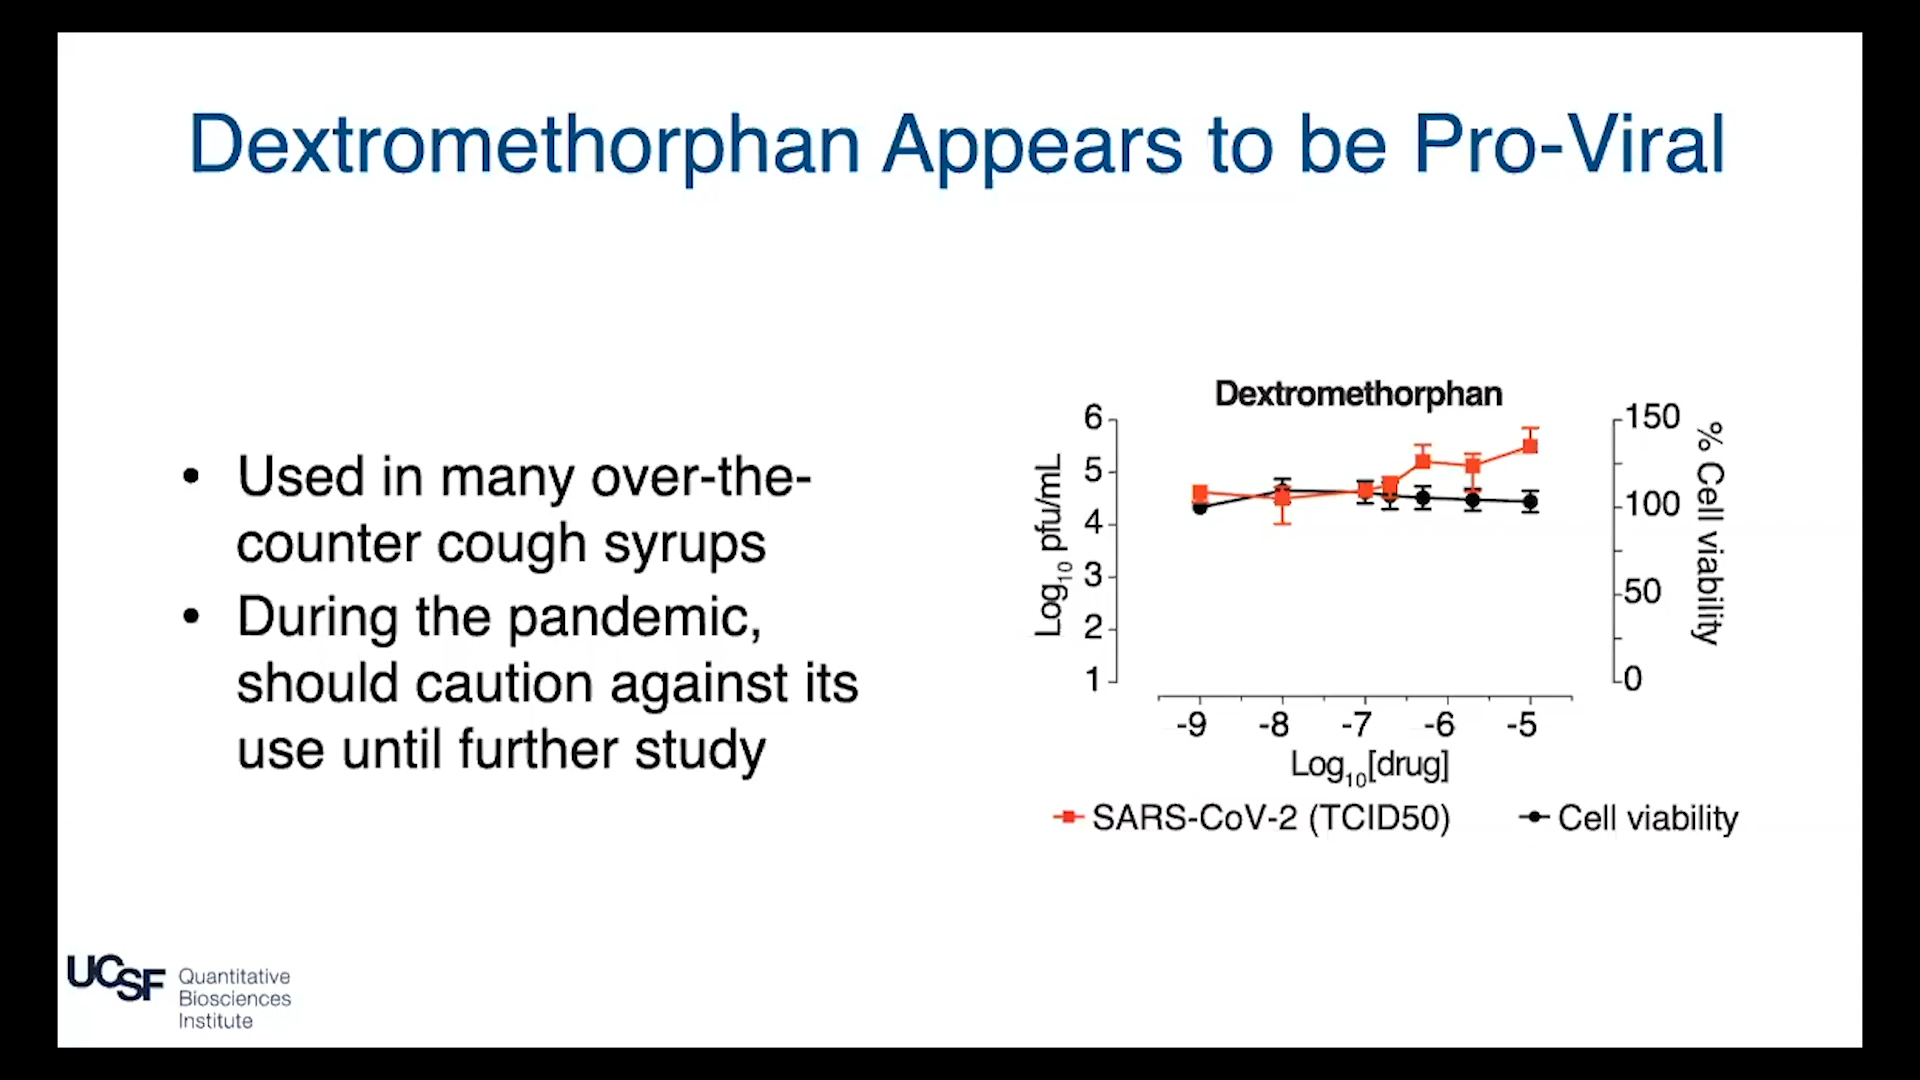 Dextromethorphan Appears to be Pro-Viral
• Used in many over-the-
counter cough syrups
• During the pandemic,
should caution against its
use until further study
Dextromethorphan
6
5
4
3
2
1
Log10 pfu/mL
150
100
50
0
% Cell viability
-9 -8 -7 -6 -5
Log10[drug]
SARS-CoV-2 (TCID50) Cell viability
UCSF
Quantitative
Biosciences
Institute